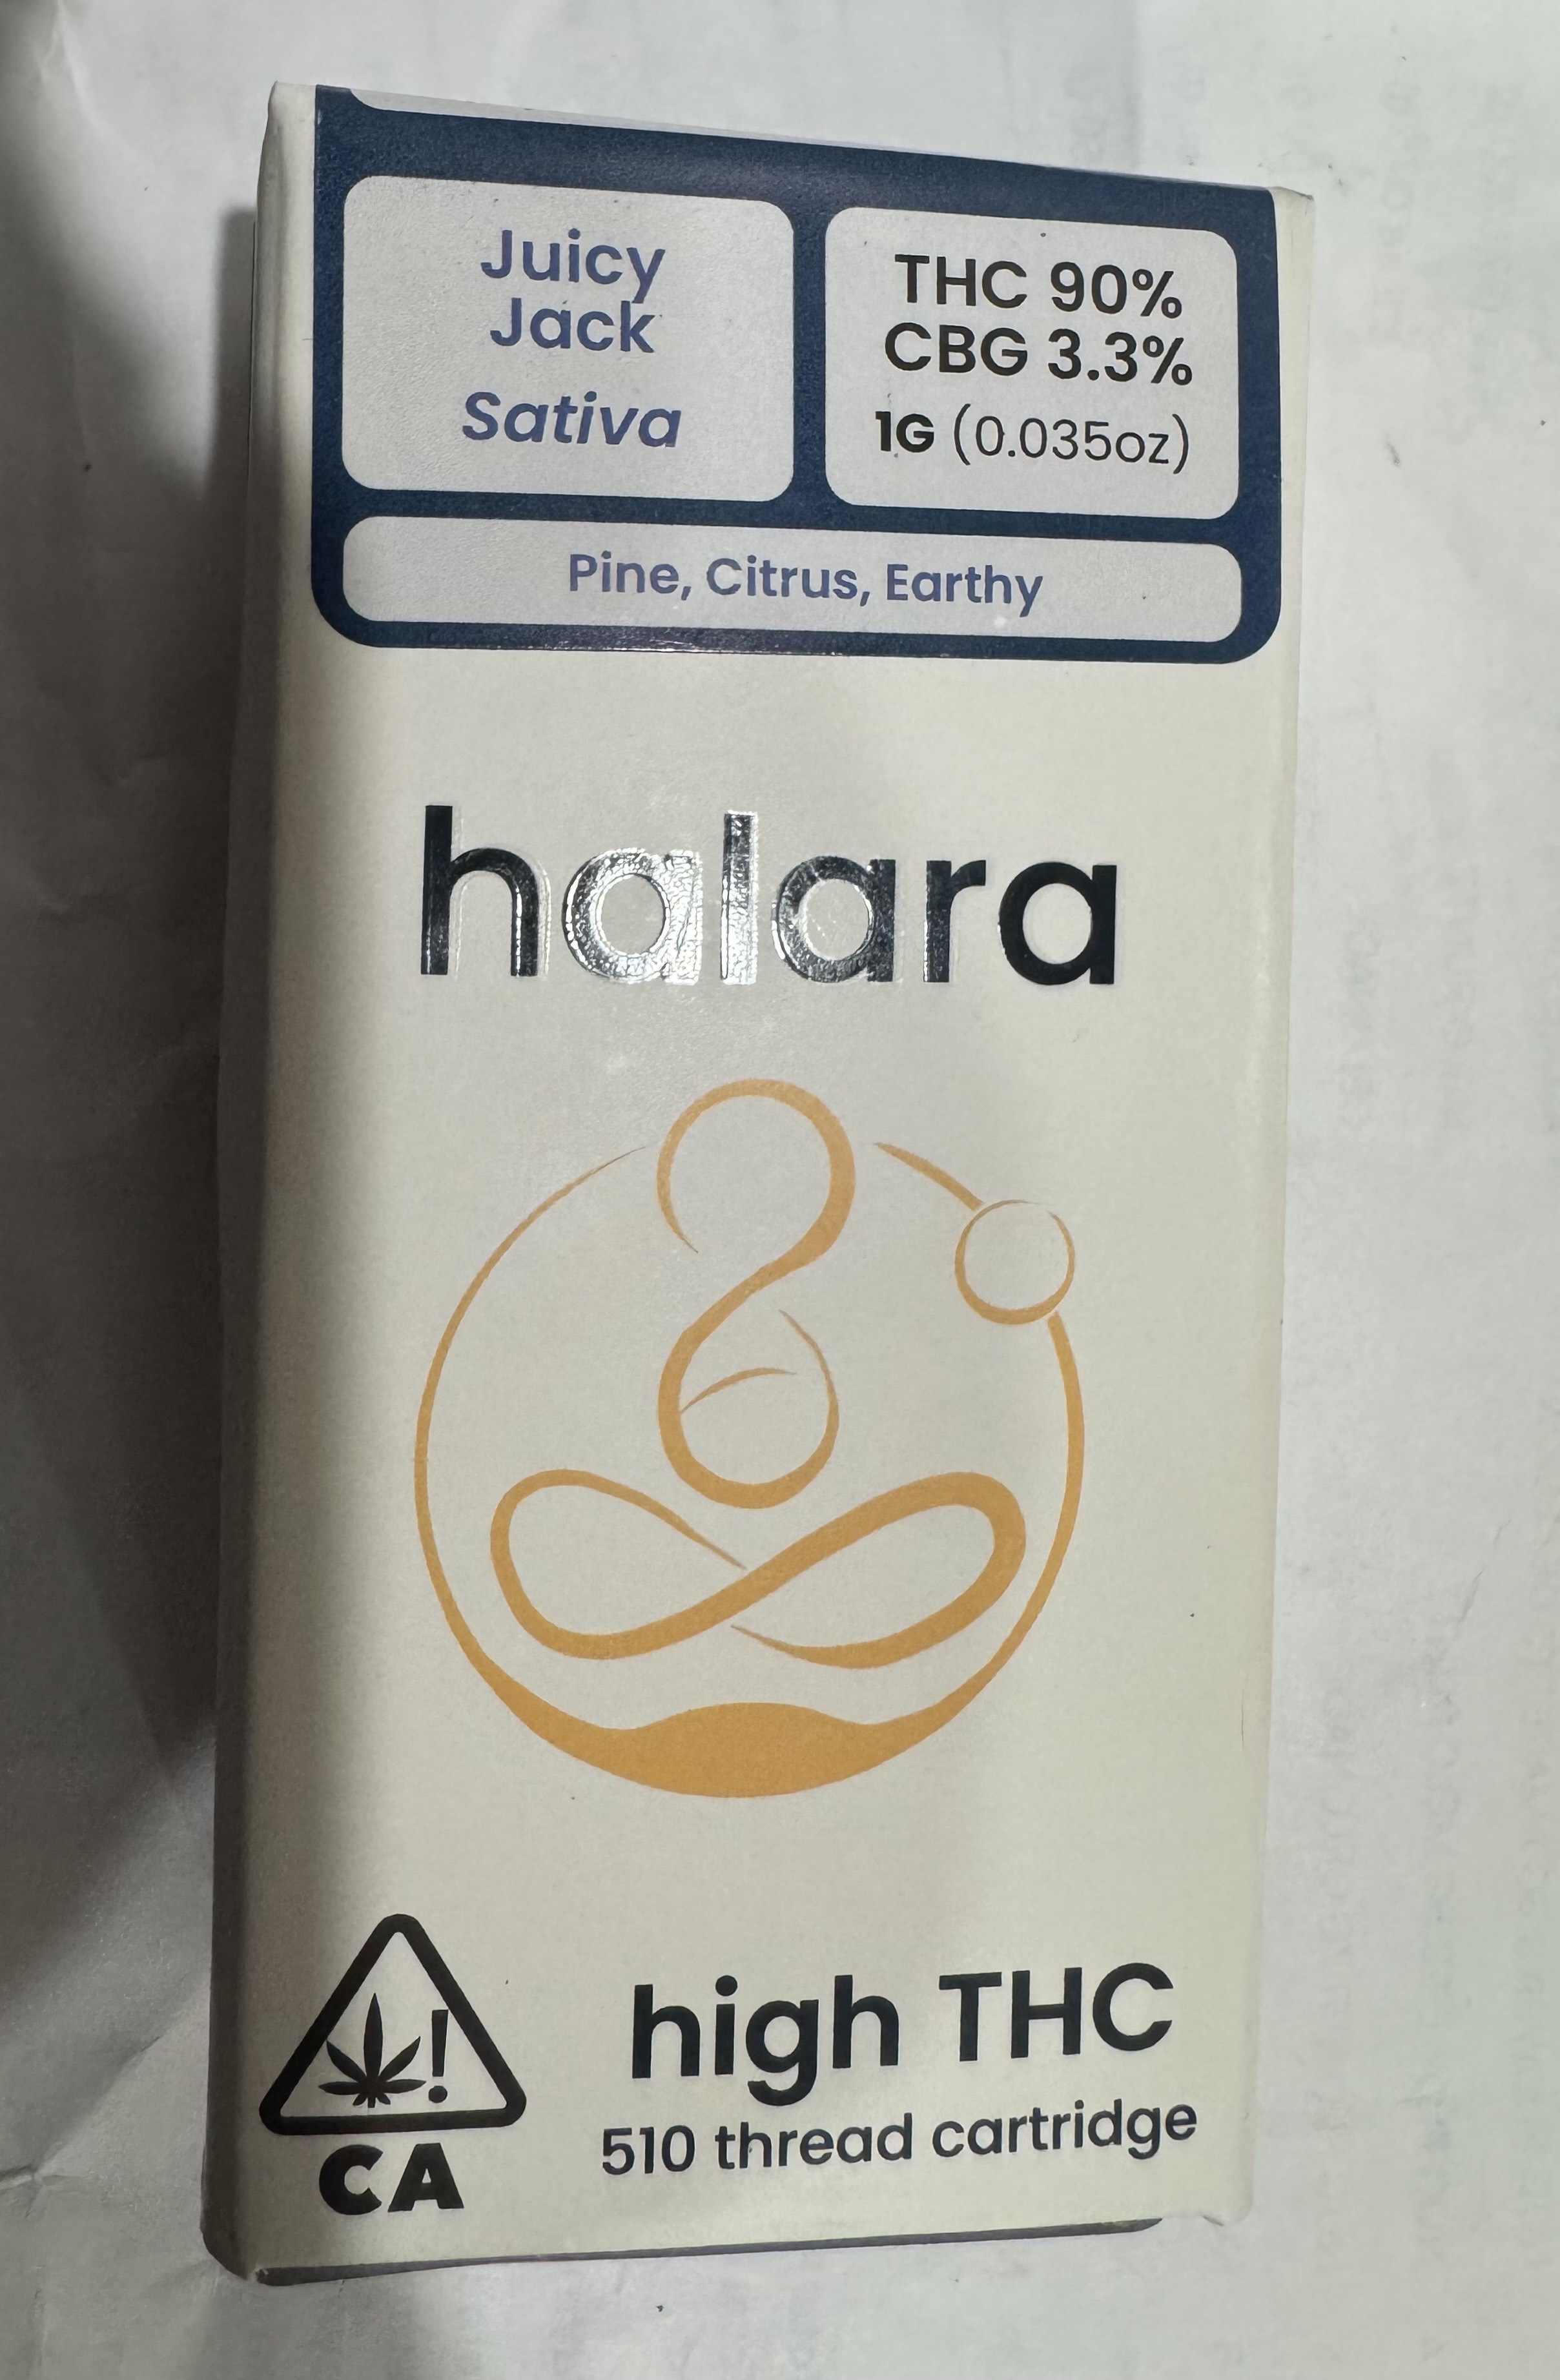 Juicy
Jack
Sativa
THC 90%
CBG 3.3%
1G (0.035oz)
Pine, Citrus, Earthy
halara
!
CA
high THC
510 thread cartridge